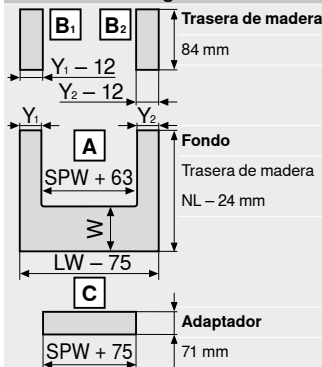 B₁ B₂
Trasera de madera
84 mm
Y₁ – 12
Y₂ – 12
Y₁ Y₂
A
Fondo
SPW + 63
Trasera de madera
NL – 24 mm
W
LW – 75
C
Adaptador
SPW + 75
71 mm